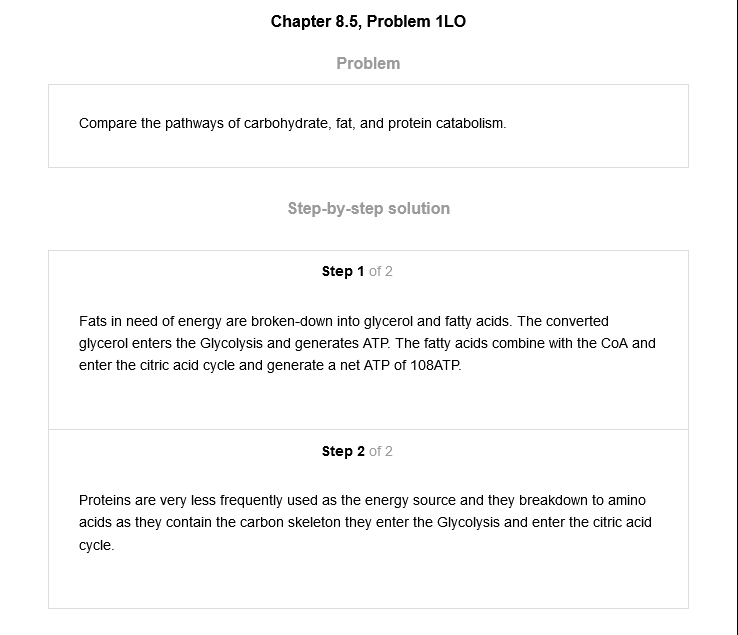 Chapter 8.5, Problem 1LO
Problem
Compare the pathways of carbohydrate, fat, and protein catabolism.
Step-by-step solution
Step 1 of 2
Fats in need of energy are broken-down into glycerol and fatty acids. The converted
glycerol enters the Glycolysis and generates ATP. The fatty acids combine with the CoA and
enter the citric acid cycle and generate a net ATP of 108ATP.
Step 2 of 2
Proteins are very less frequently used as the energy source and they breakdown to amino
acids as they contain the carbon skeleton they enter the Glycolysis and enter the citric acid
cycle.